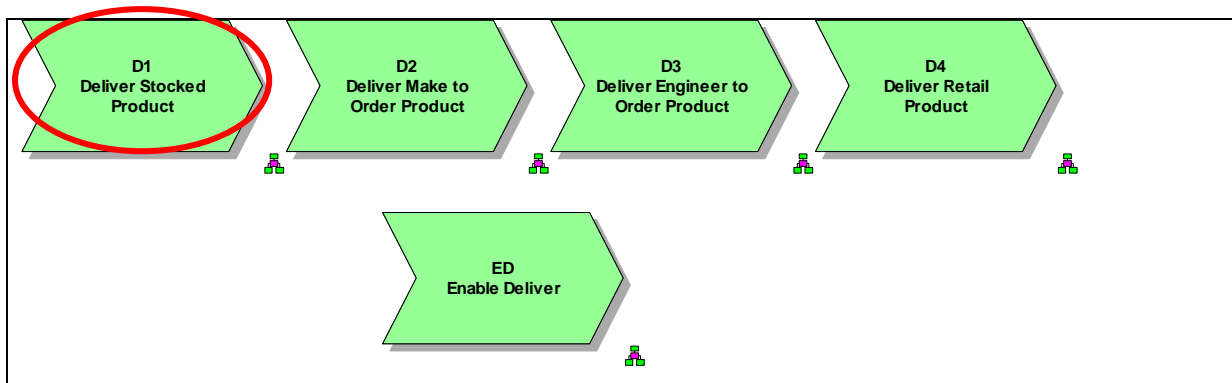 D1
Deliver Stocked
Product
D2
Deliver Make to
Order Product
D3
Deliver Engineer to
Order Product
D4
Deliver Retail
Product
ED
Enable Deliver